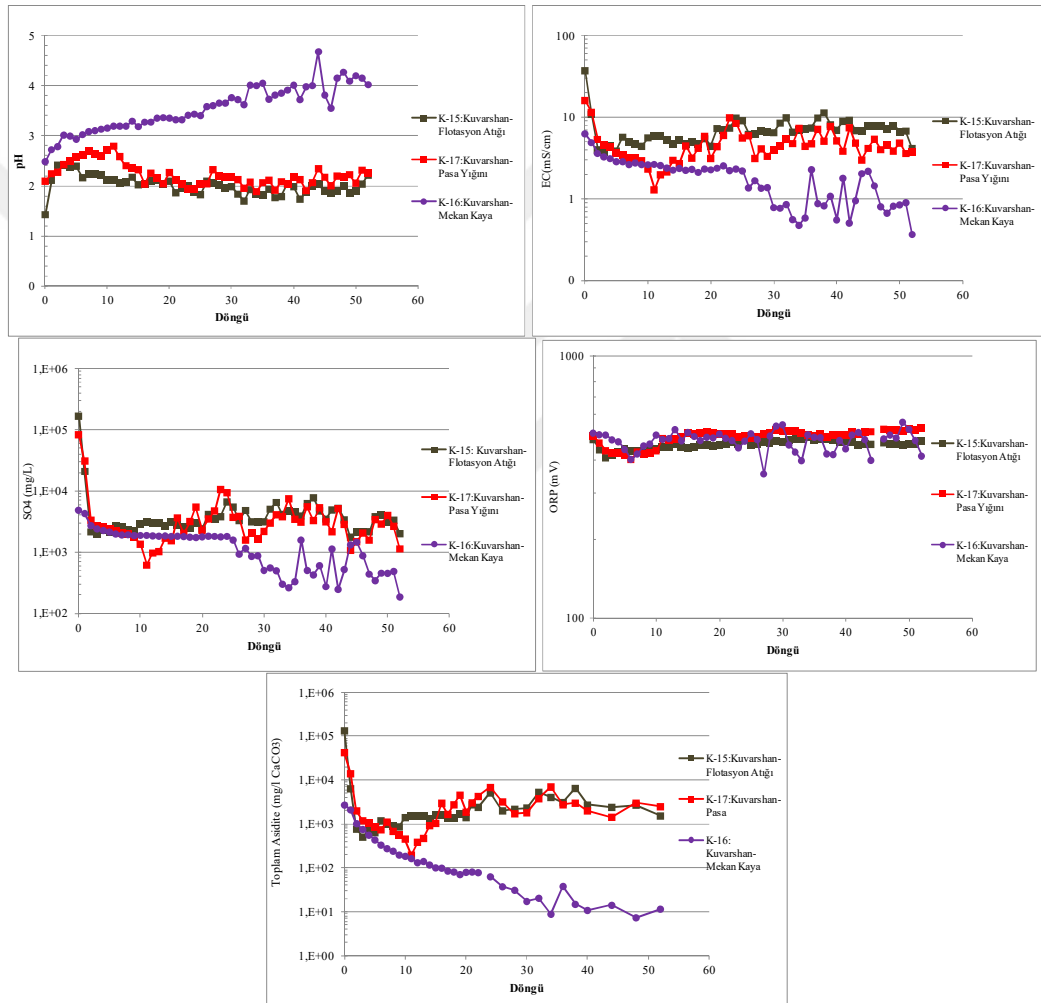 5
4
3
2
1
0
pH
0
10
20
30
40
50
60
Döngü
K-15:Kuvarshan-
Flotasyon Atığı
K-17:Kuvarshan-
Pasa Yığını
K-16:Kuvarshan-
Mekan Kaya
100
10
1
0
EC(mS/cm)
0
10
20
30
40
50
60
Döngü
K-15:Kuvarshan-
Flotasyon Atığı
K-17:Kuvarshan-
Pasa Yığını
K-16:Kuvarshan-
Mekan Kaya
1,E+06
1,E+05
1,E+04
1,E+03
1,E+02
SO4 (mg/L)
0
10
20
30
40
50
60
Döngü
K-15: Kuvarshan-
Flotasyon Atığı
K-17:Kuvarshan-
Pasa Yığını
K-16:Kuvarshan-
Mekan Kaya
1000
100
ORP (m V)
0
10
20
30
40
50
60
Döngü
K-15:Kuvarshan-
Flotasyon Atığı
K-17:Kuvarshan-
Pasa Yığını
K-16:Kuvarshan-
Mekan Kaya
1,E+06
1,E+05
1,E+04
1,E+03
1,E+02
1,E+01
1,E+00
Toplam Asidite (mg/l CaCO3)
0
10
20
30
40
50
60
Döngü
K-15:Kuvarshan-
Flotasyon Atığı
K-17:Kuvarshan-
Pasa
K-16:
Kuvarshan-
Mekan Kaya